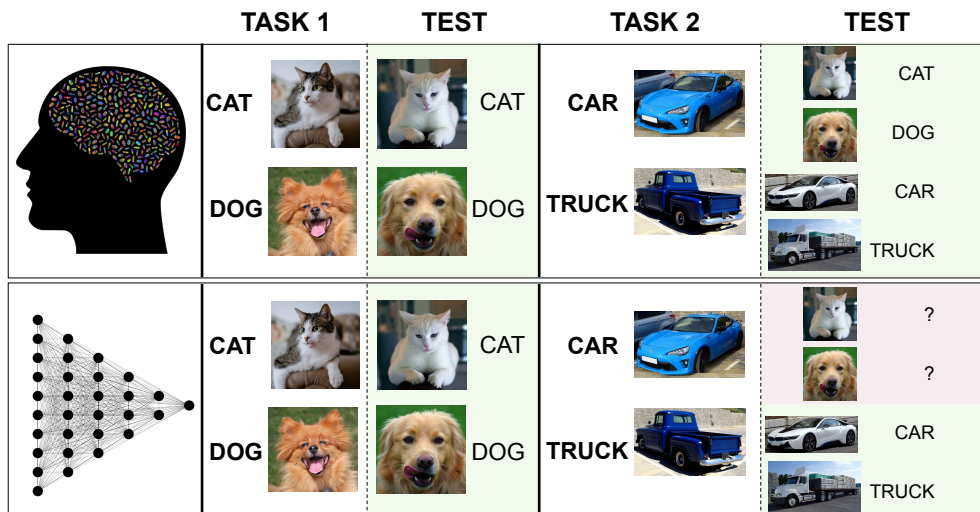 TASK 1 TEST TASK 2 TEST
CAT CAT CAR CAT
DOG
DOG DOG TRUCK CAR
TRUCK
CAT CAT CAR ?
?
DOG DOG TRUCK CAR
TRUCK